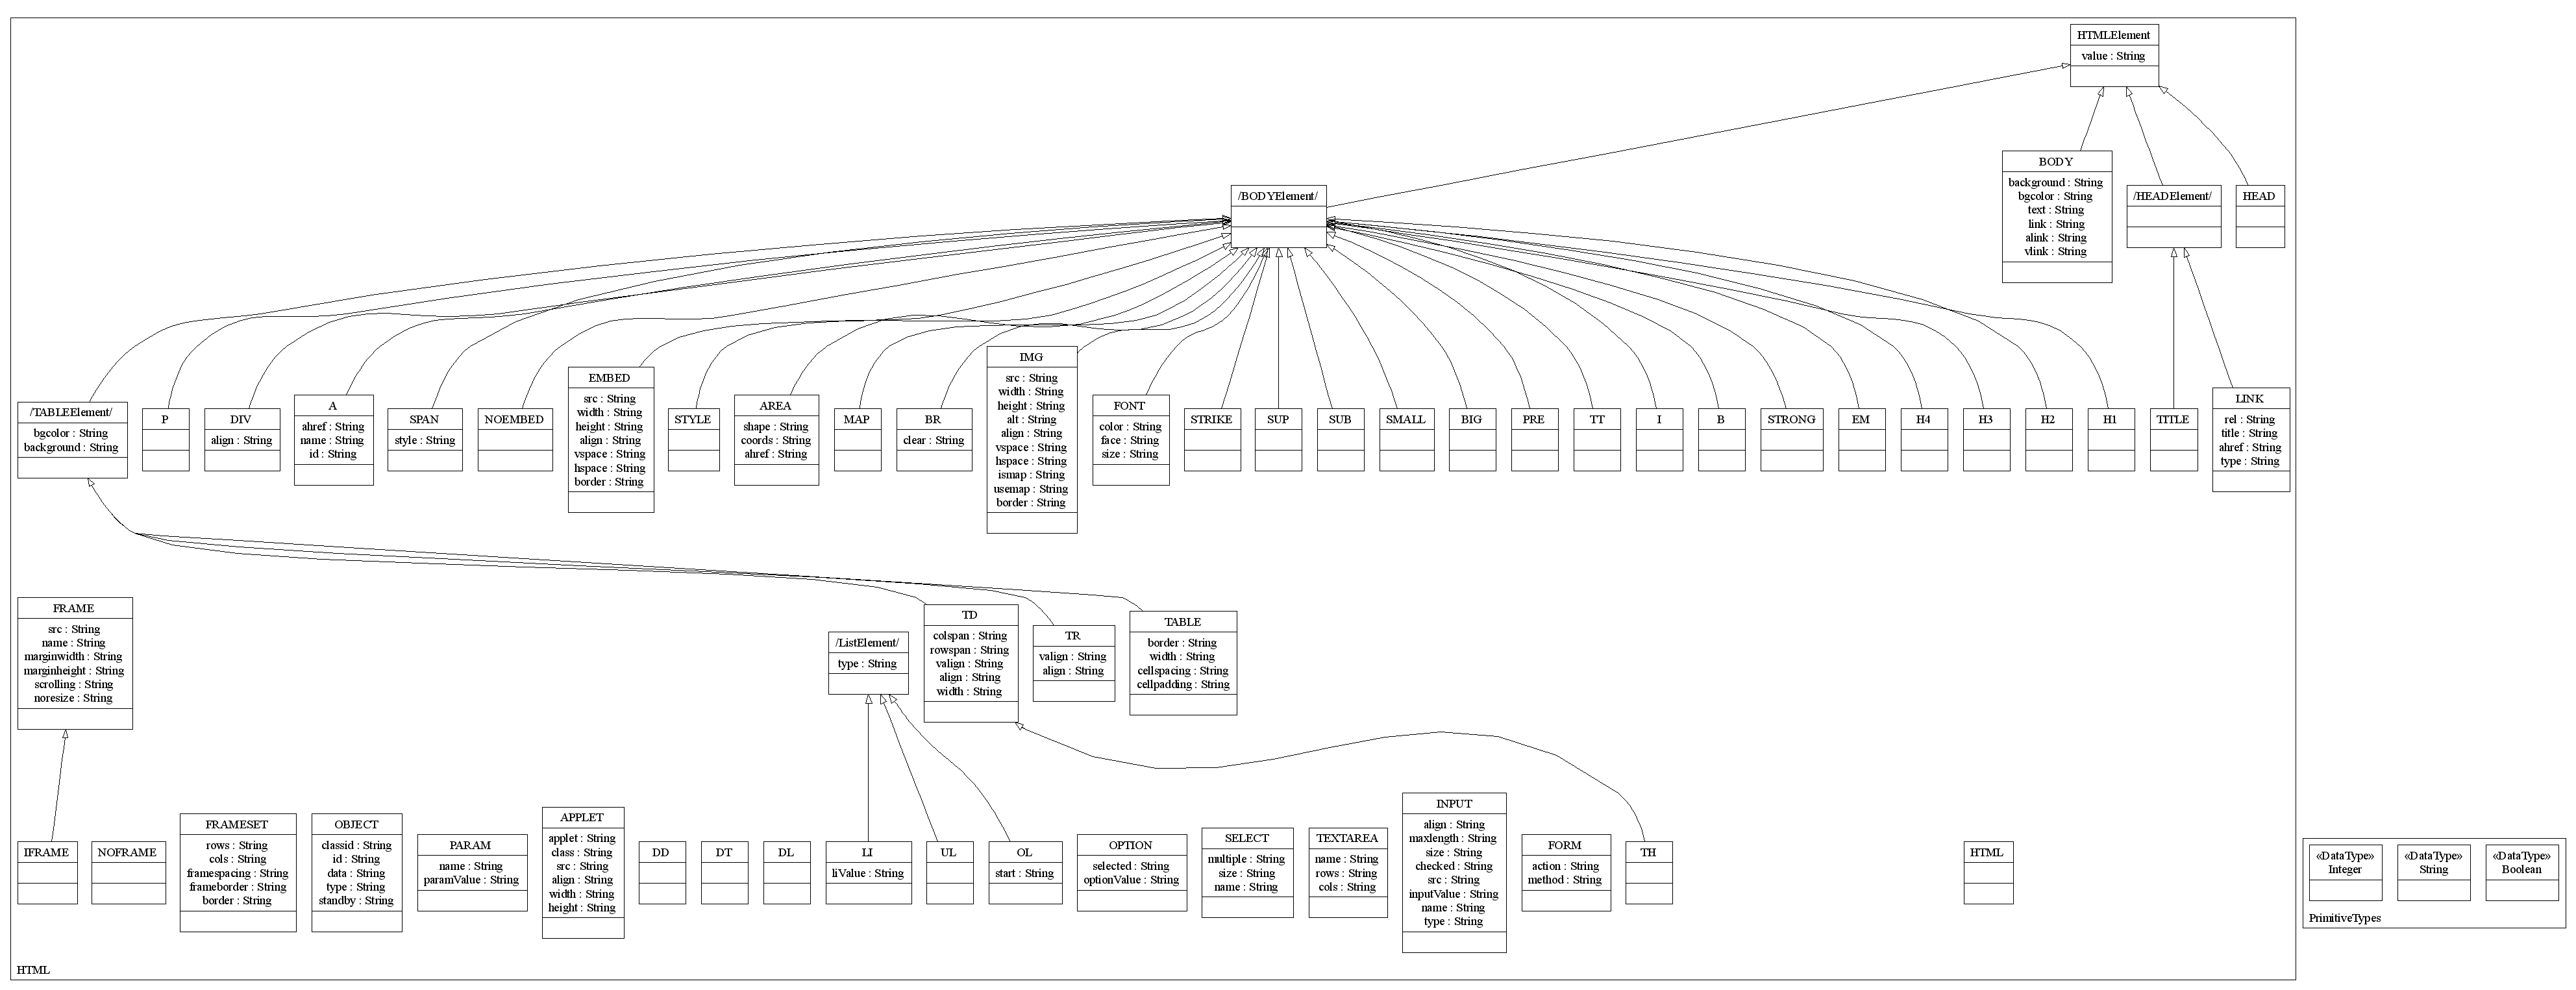 HTMLElement
value : String
BODY
background : String
bgcolor : String
text : String
link : String
alink : String
vlink : String
/BODYElement/
/HEADElement/
HEAD
/TABLEElement/
bgcolor : String
background : String
P
DIV
align : String
A
ahref : String
name : String
id : String
SPAN
style : String
NOEMBED
EMBED
src : String
width : String
height : String
align : String
vspace : String
hspace : String
border : String
STYLE
AREA
shape : String
coords : String
ahref : String
MAP
BR
clear : String
IMG
src : String
width : String
height : String
alt : String
align : String
vspace : String
hspace : String
ismap : String
usemap : String
border : String
FONT
color : String
face : String
size : String
STRIKE
SUP
SUB
SMALL
BIG
PRE
TT
I
B
STRONG
EM
H4
H3
H2
H1
TITLE
LINK
rel : String
title : String
ahref : String
type : String
FRAME
src : String
name : String
marginwidth : String
marginheight : String
scrolling : String
noresize : String
/ListElement/
type : String
TD
colspan : String
rowspan : String
valign : String
align : String
width : String
TR
valign : String
align : String
TABLE
border : String
width : String
cellspacing : String
cellpadding : String
IFRAME
NOFRAME
FRAMESET
rows : String
cols : String
framespacing : String
frameborder : String
border : String
OBJECT
classid : String
id : String
data : String
type : String
standby : String
PARAM
name : String
paramValue : String
APPLET
applet : String
class : String
src : String
align : String
width : String
height : String
DD
DT
DL
LI
liValue : String
UL
OL
start : String
OPTION
selected : String
optionValue : String
SELECT
multiple : String
size : String
name : String
TEXTAREA
name : String
rows : String
cols : String
INPUT
align : String
maxlength : String
size : String
checked : String
src : String
inputValue : String
name : String
type : String
FORM
action : String
method : String
TH
HTML
«DataType»
Integer
«DataType»
String
«DataType»
Boolean
PrimitiveTypes
HTML